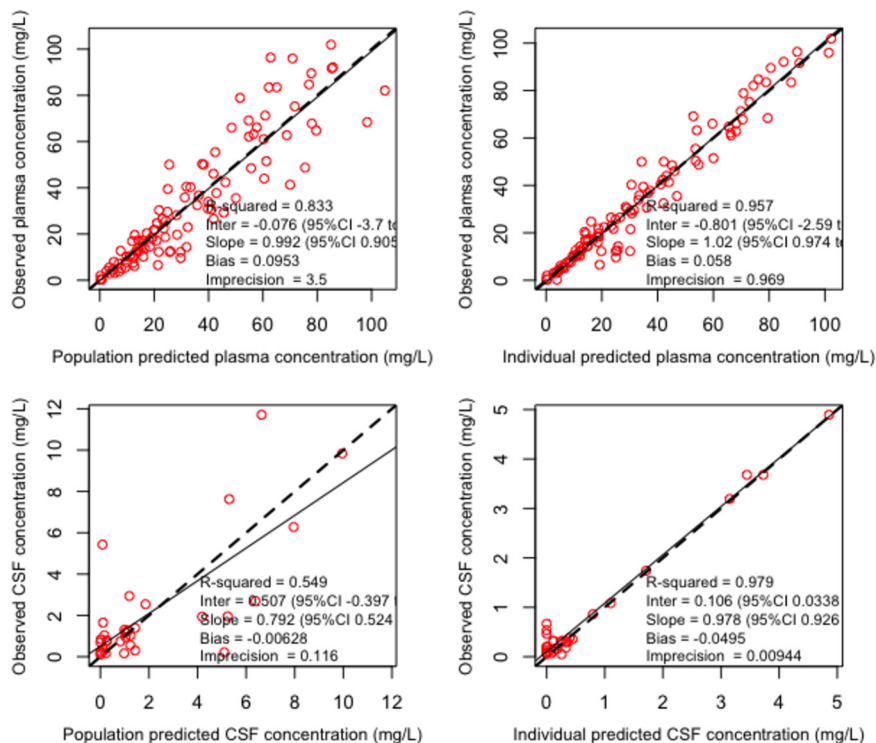 Observed plamsa concentration (mg/L)
0 20 40 60 80 100
R-squared = 0.833
Inter = -0.076 (95%CI -3.7 to
Slope = 0.992 (95%CI 0.905
Bias = 0.0953
Imprecision = 3.5
0 20 40 60 80 100
Population predicted plasma concentration (mg/L)
Observed plasma concentration (mg/L)
0 20 40 60 80 100
R-squared = 0.957
Inter = -0.801 (95%CI -2.59 t
Slope = 1.02 (95%CI 0.974 t
Bias = 0.058
Imprecision = 0.969
0 20 40 60 80 100
Individual predicted plasma concentration (mg/L)
Observed CSF concentration (mg/L)
0 2 4 6 8 10 12
R-squared = 0.549
Inter = 0.507 (95%CI -0.397
Slope = 0.792 (95%CI 0.524
Bias = -0.00628
Imprecision = 0.116
0 2 4 6 8 10 12
Population predicted CSF concentration (mg/L)
Observed CSF concentration (mg/L)
0 1 2 3 4 5
R-squared = 0.979
Inter = 0.106 (95%CI 0.0338
Slope = 0.978 (95%CI 0.926
Bias = -0.0495
Imprecision = 0.00944
0 1 2 3 4 5
Individual predicted CSF concentration (mg/L)